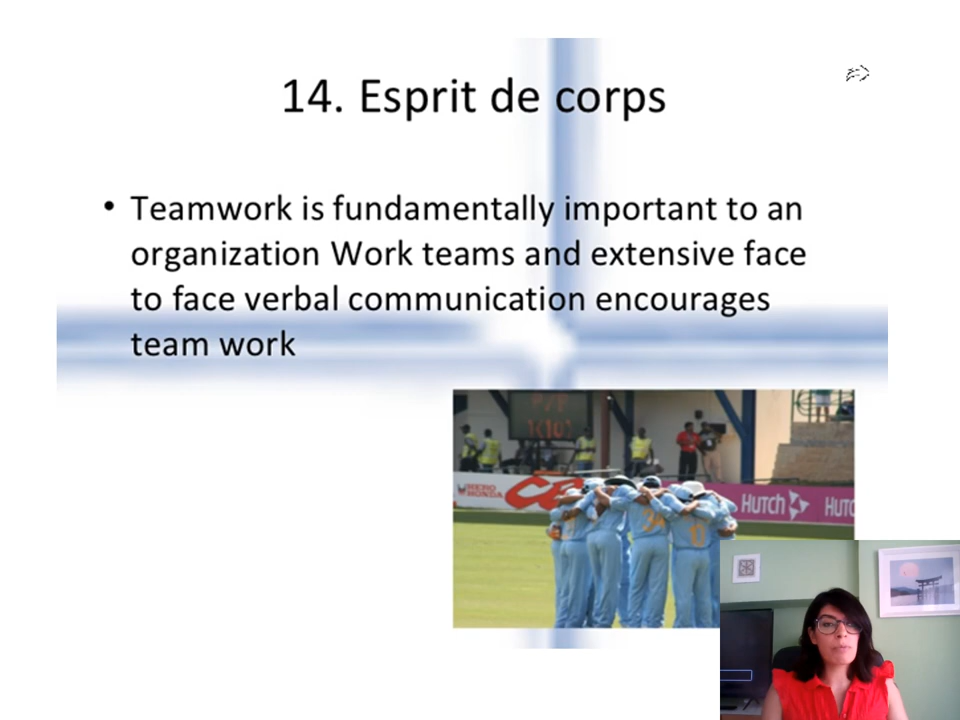 14. Esprit de corps
• Teamwork is fundamentally important to an
organization Work teams and extensive face
to face verbal communication encourages
team work
HERO
HONDA
HUTCH
HUTC